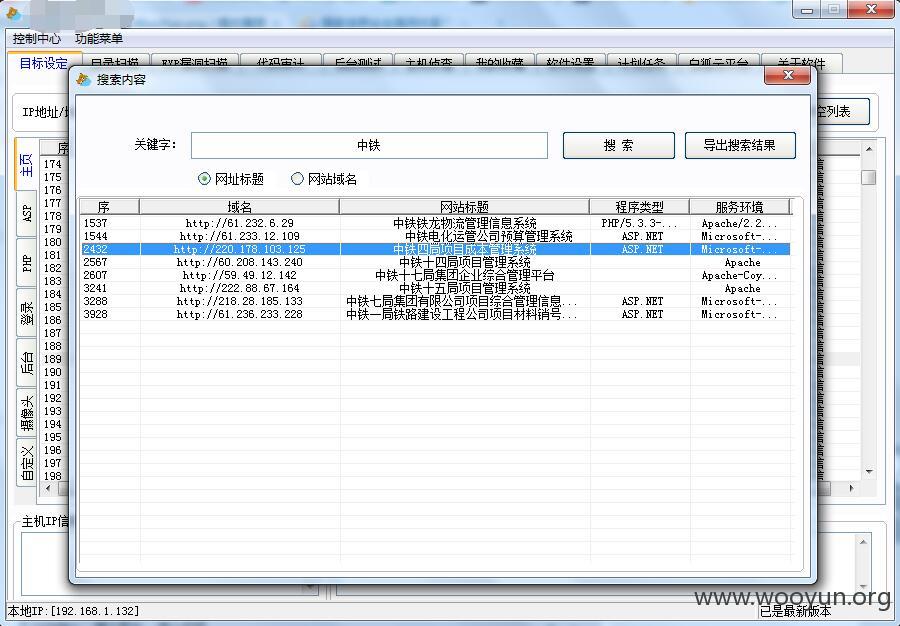 控制中心 功能菜单
目标设定 目录扫描 EXP漏洞扫描 代码审计 后台测试 主机侦查 我的收藏 软件设置 计划任务 白狐云平台 关于软件
搜索内容
IP地址/
空列表
关键字: 中铁 搜 索 导出搜索结果
网址标题 网站域名
主页
ASP
PHP
登录
后台
摄像头
自定义
序
174
175
176
177
178
179
180
181
182
183
184
185
186
187
188
189
190
191
192
193
194
195
196
197
198
序 域名 网站标题 程序类型 服务环境
1537 http://61.232.6.29 中铁铁龙物流管理信息系统 PHP/5.3.3-... Apache/2.2...
1544 http://61.233.12.109 中铁电化运管公司预算管理系统 ASP.NET Microsoft-...
2432 http://220.178.103.125 中铁四局项目成本管理系统 ASP.NET Microsoft-...
2567 http://60.208.143.240 中铁十四局项目管理系统 Apache
2607 http://59.49.12.142 中铁十七局集团企业综合管理平台 Apache-Coy...
3241 http://222.88.67.164 中铁十五局项目管理系统 Apache
3288 http://218.28.185.133 中铁七局集团有限公司项目综合管理信息... ASP.NET Microsoft-...
3928 http://61.236.233.228 中铁一局铁路建设工程公司项目材料销号... ASP.NET Microsoft-...
主机IP信
www.wooyun.org
本地IP:[192.168.1.132] 已是最新版本